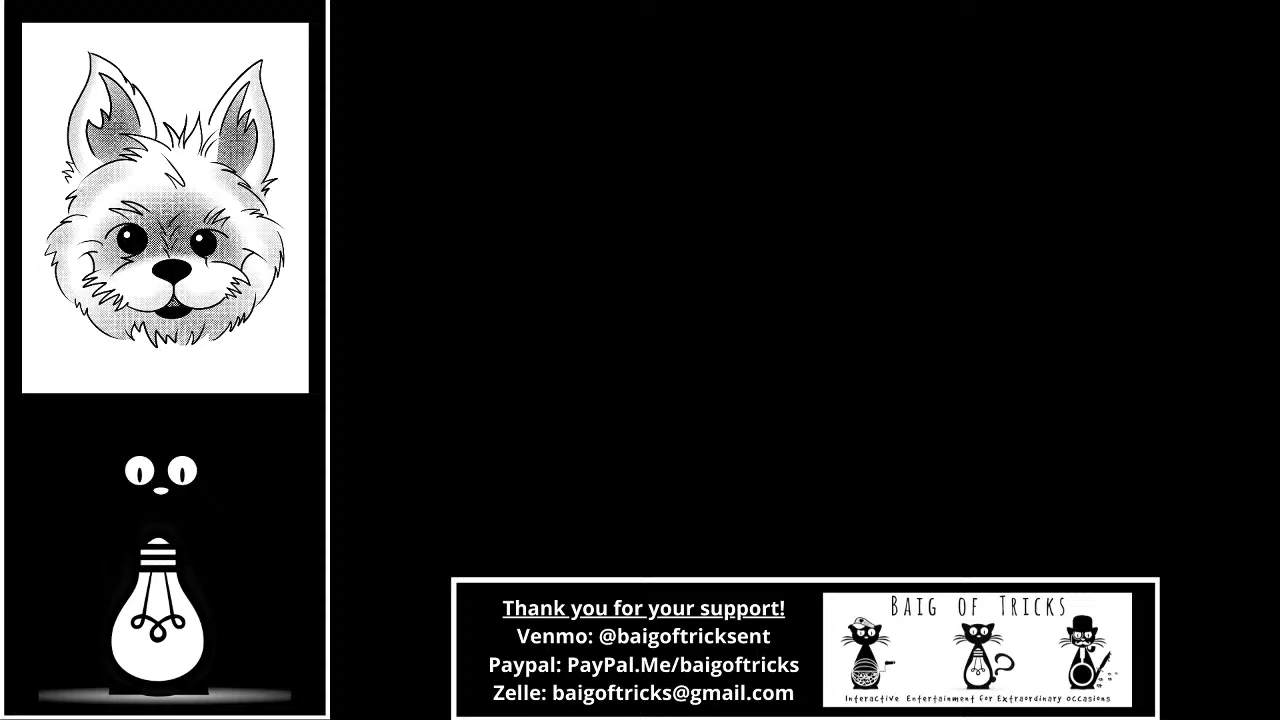 Thank you for your support!
Venmo: @baigoftricksent
Paypal: PayPal.Me/baigoftricks
Zelle: baigoftricks@gmail.com
BAIG OF TRICKS
Interactive Entertainment for Extraordinary Occasions